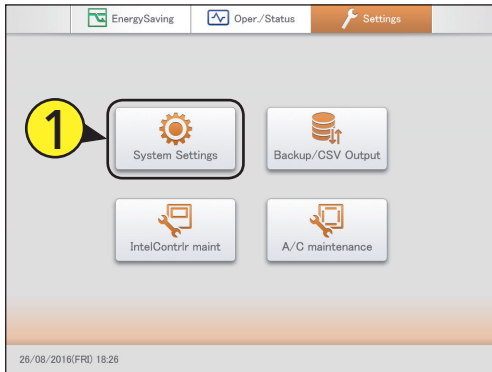 EnergySaving Oper./Status Settings
1
System Settings Backup/CSV Output
IntelContrlr maint A/C maintenance
26/08/2016(FRI) 18:26